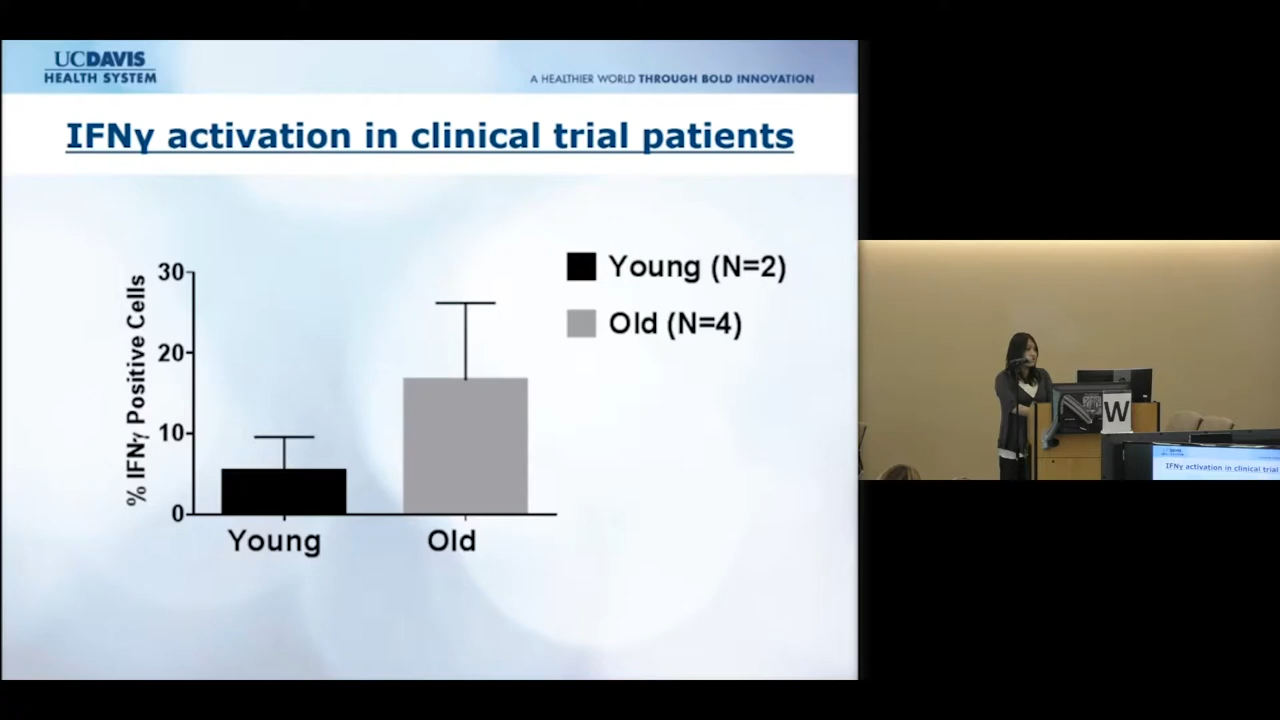 UCDAVIS
HEALTH SYSTEM
A HEALTHIER WORLD THROUGH BOLD INNOVATION
IFNγ activation in clinical trial patients
% IFNγ Positive Cells
30
20
10
0
Young
Old
Young (N=2)
Old (N=4)
W
IFNγ activation in clinical trial